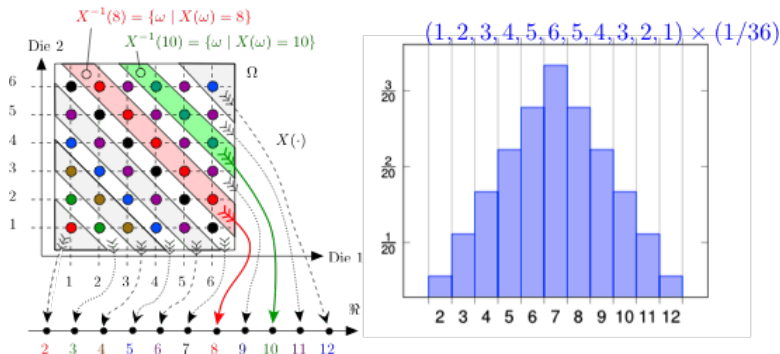 X⁻¹(8) = {ω | X(ω) = 8}
X⁻¹(10) = {ω | X(ω) = 10}
Die 2
Ω
6
5
4
3
2
1
X(·)
Die 1
1 2 3 4 5 6
ℜ
2 3 4 5 6 7 8 9 10 11 12
(1, 2, 3, 4, 5, 6, 5, 4, 3, 2, 1) × (1/36)
3/20
2/20
1/20
2 3 4 5 6 7 8 9 10 11 12